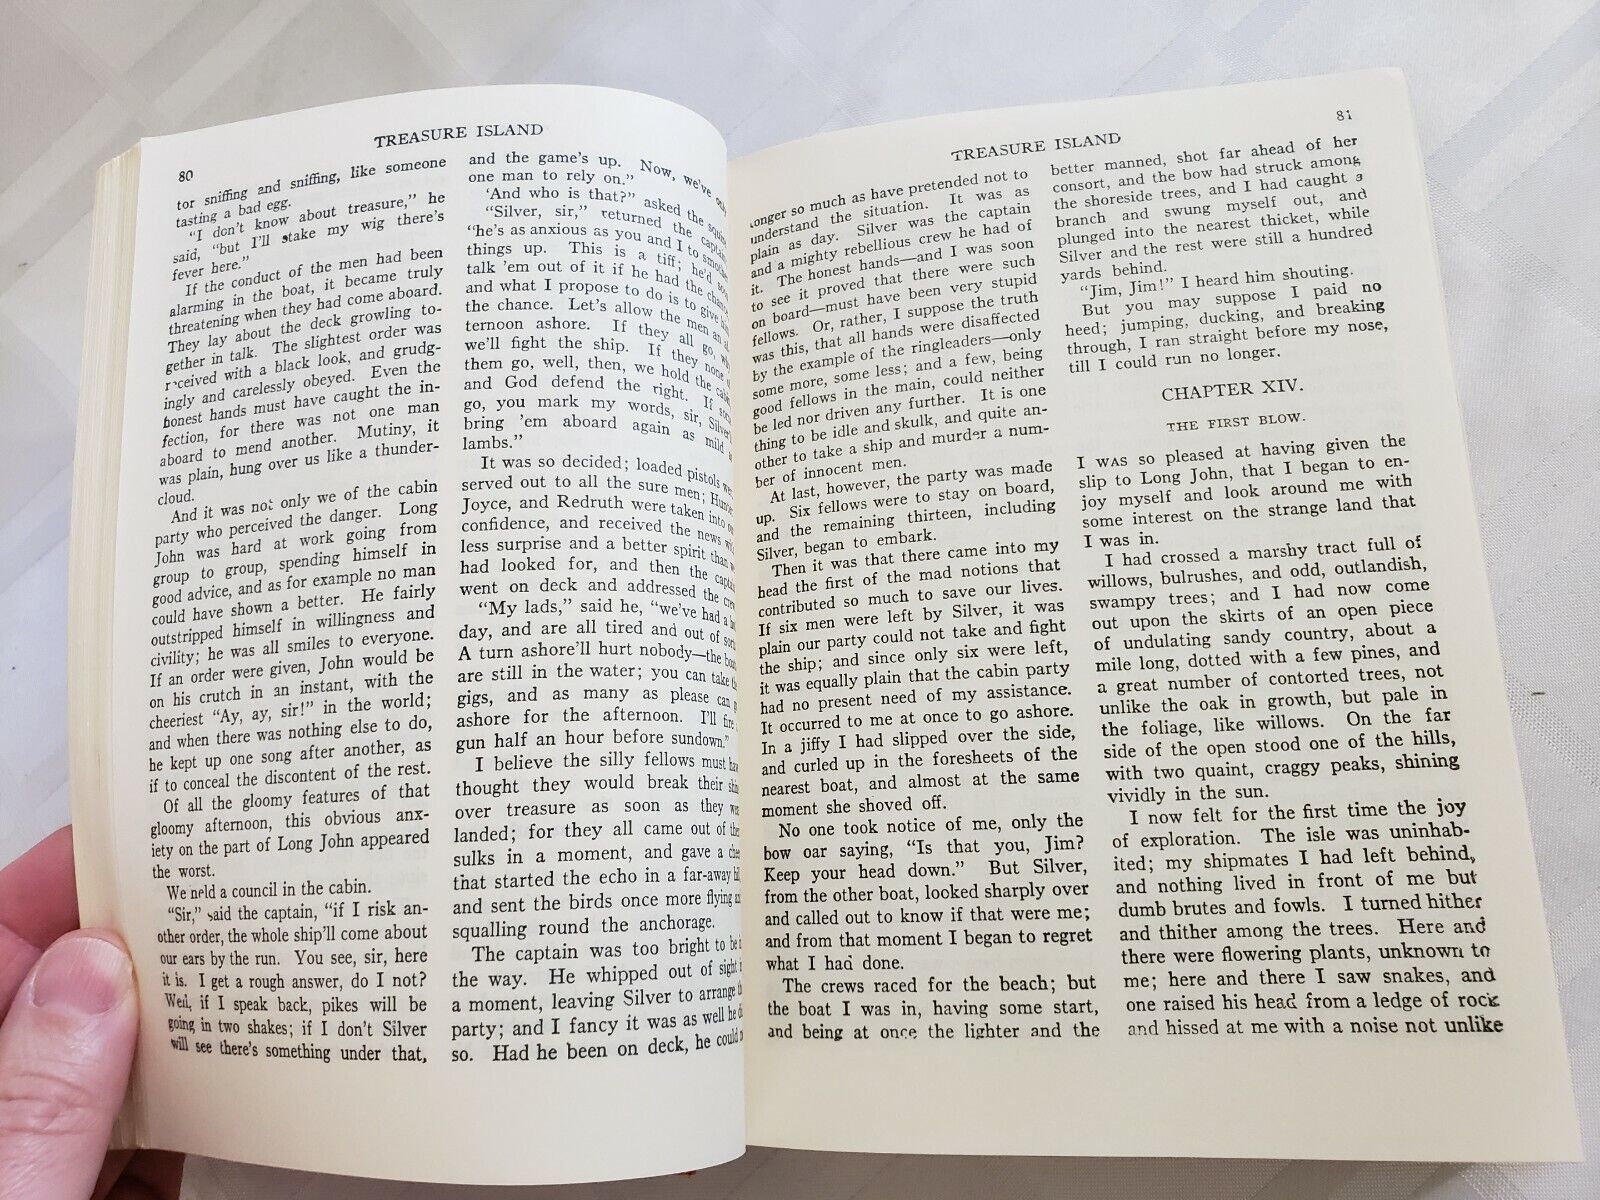 80
TREASURE ISLAND
tor sniffing and sniffing, like someone
tasting a bad egg.
"I don't know about treasure," he
said, "but I'll stake my wig there's
fever here."
If the conduct of the men had been
alarming in the boat, it became truly
threatening when they had come aboard.
They lay about the deck growling to-
gether in talk. The slightest order was
received with a black look, and grudg-
ingly and carelessly obeyed. Even the
honest hands must have caught the in-
fection, for there was not one man
aboard to mend another. Mutiny, it
was plain, hung over us like a thunder-
cloud.
And it was not only we of the cabin
party who perceived the danger. Long
John was hard at work going from
group to group, spending himself in
good advice, and as for example no man
could have shown a better. He fairly
outstripped himself in willingness and
civility; he was all smiles to everyone.
If an order were given, John would be
on his crutch in an instant, with the
cheeriest "Ay, ay, sir!" in the world;
and when there was nothing else to do,
he kept up one song after another, as
if to conceal the discontent of the rest.
Of all the gloomy features of that
gloomy afternoon, this obvious anx-
iety on the part of Long John appeared
the worst.
We held a council in the cabin.
"Sir," said the captain, "if I risk an-
other order, the whole ship'll come about
our ears by the run. You see, sir, here
it is. I get a rough answer, do I not?
Well, if I speak back, pikes will be
going in two shakes; if I don't Silver
will see there's something under that,
and the game's up. Now, we've only
one man to rely on."
'And who is that?" asked the squire
"Silver, sir," returned the captain
"he's as anxious as you and I to smother
things up. This is a tiff; he'd soon
talk 'em out of it if he had the chance
and what I propose to do is to give him
the chance. Let's allow the men an af
ternoon ashore. If they all go, why
we'll fight the ship. If they none of
them go, well, then, we hold the cabin
and God defend the right. If some
go, you mark my words, sir, Silver'll
bring 'em aboard again as mild as
lambs."
It was so decided; loaded pistols were
served out to all the sure men; Hunter
Joyce, and Redruth were taken into our
confidence, and received the news with
less surprise and a better spirit than we
had looked for, and then the captain
went on deck and addressed the crew
"My lads," said he, "we've had a hot
day, and are all tired and out of sorts
A turn ashore'll hurt nobody—the boats
are still in the water; you can take the
gigs, and as many as please can go
ashore for the afternoon. I'll fire a
gun half an hour before sundown."
I believe the silly fellows must have
thought they would break their shins
over treasure as soon as they were
landed; for they all came out of their
sulks in a moment, and gave a cheer
that started the echo in a far-away hill
and sent the birds once more flying and
squalling round the anchorage.
The captain was too bright to be in
the way. He whipped out of sight in
a moment, leaving Silver to arrange the
party; and I fancy it was as well he did
so. Had he been on deck, he could no
81
TREASURE ISLAND
longer so much as have pretended not to
understand the situation. It was as
plain as day. Silver was the captain
and a mighty rebellious crew he had of
it. The honest hands—and I was soon
to see it proved that there were such
on board—must have been very stupid
fellows. Or, rather, I suppose the truth
was this, that all hands were disaffected
by the example of the ringleaders—only
some more, some less; and a few, being
good fellows in the main, could neither
be led nor driven any further. It is one
thing to be idle and skulk, and quite an-
other to take a ship and murder a num-
ber of innocent men.
At last, however, the party was made
up. Six fellows were to stay on board,
and the remaining thirteen, including
Silver, began to embark.
Then it was that there came into my
head the first of the mad notions that
contributed so much to save our lives.
If six men were left by Silver, it was
plain our party could not take and fight
the ship; and since only six were left,
it was equally plain that the cabin party
had no present need of my assistance.
It occurred to me at once to go ashore.
In a jiffy I had slipped over the side,
and curled up in the foresheets of the
nearest boat, and almost at the same
moment she shoved off.
No one took notice of me, only the
bow oar saying, "Is that you, Jim?
Keep your head down." But Silver,
from the other boat, looked sharply over
and called out to know if that were me;
and from that moment I began to regret
what I had done.
The crews raced for the beach; but
the boat I was in, having some start,
and being at once the lighter and the
better manned, shot far ahead of her
consort, and the bow had struck among
the shoreside trees, and I had caught a
branch and swung myself out, and
plunged into the nearest thicket, while
Silver and the rest were still a hundred
yards behind.
"Jim, Jim!" I heard him shouting.
But you may suppose I paid no
heed; jumping, ducking, and breaking
through, I ran straight before my nose,
till I could run no longer.
CHAPTER XIV.
THE FIRST BLOW.
I WAS so pleased at having given the
slip to Long John, that I began to en-
joy myself and look around me with
some interest on the strange land that
I was in.
I had crossed a marshy tract full of
willows, bulrushes, and odd, outlandish,
swampy trees; and I had now come
out upon the skirts of an open piece
of undulating sandy country, about a
mile long, dotted with a few pines, and
a great number of contorted trees, not
unlike the oak in growth, but pale in
the foliage, like willows. On the far
side of the open stood one of the hills,
with two quaint, craggy peaks, shining
vividly in the sun.
I now felt for the first time the joy
of exploration. The isle was uninhab-
ited; my shipmates I had left behind,
and nothing lived in front of me but
dumb brutes and fowls. I turned hither
and thither among the trees. Here and
there were flowering plants, unknown to
me; here and there I saw snakes, and
one raised his head from a ledge of rock
and hissed at me with a noise not unlike